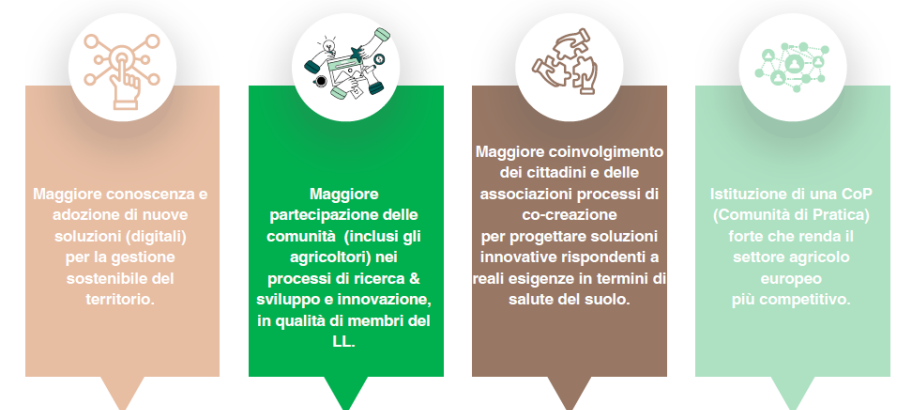 Maggiore conoscenza e
adozione di nuove
soluzioni (digitali)
per la gestione
sostenibile del
territorio.
Maggiore
partecipazione delle
comunità (inclusi gli
agricoltori) nei
processi di ricerca &
sviluppo e innovazione,
in qualità di membri del
LL.
Maggiore coinvolgimento
dei cittadini e delle
associazioni processi di
co-creazione
per progettare soluzioni
innovative rispondenti a
reali esigenze in termini di
salute del suolo.
Istituzione di una CoP
(Comunità di Pratica)
forte che renda il
settore agricolo
europeo
più competitivo.